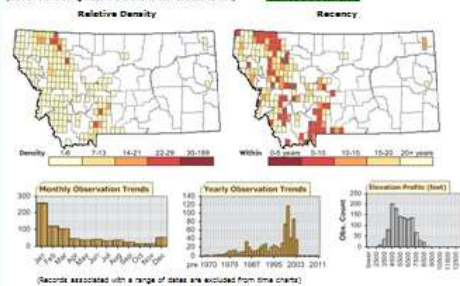 Relative Density
Recency
Density 1-6 7-13 14-21 22-29 30-189
Within 0-5 years 5-10 10-15 15-20 20+ years
Monthly Observation Trends
300
200
100
0
Jan Feb Mar Apr May Jun Jul Aug Sep Oct Nov Dec
Yearly Observation Trends
140
120
100
80
60
40
20
0
pre 1970 1979 1987 1995 2003 2011
Elevation Profile (feet)
Obs. Count
250
200
150
100
50
0
(Records associated with a range of dates are excluded from time charts)